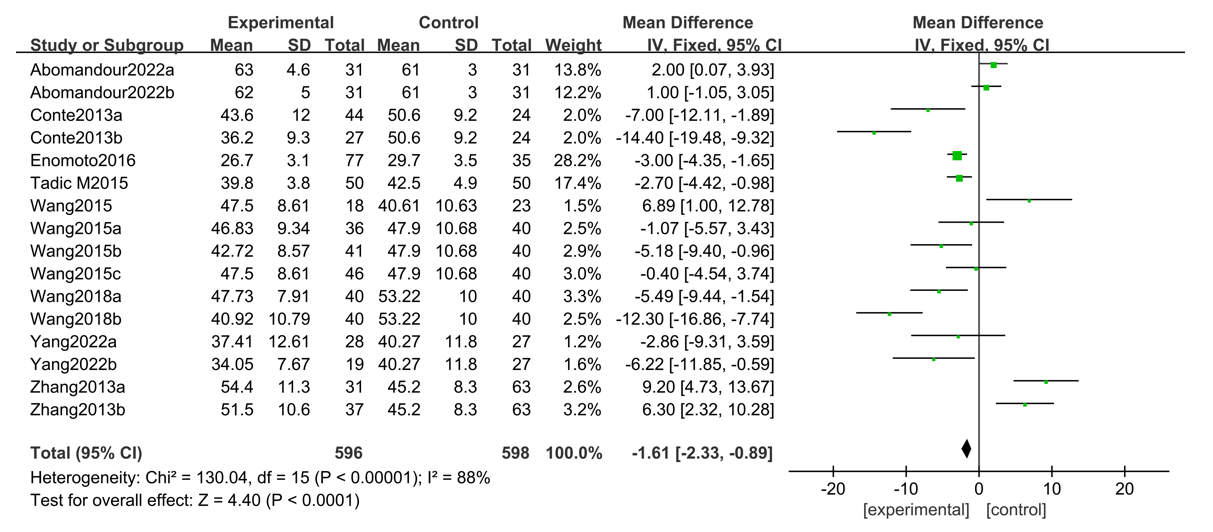 Experimental Control Mean Difference Mean Difference
Study or Subgroup Mean SD Total Mean SD Total Weight IV, Fixed, 95% CI IV, Fixed, 95% CI
Abomandour2022a 63 4.6 31 61 3 31 13.8% 2.00 [0.07, 3.93]
Abomandour2022b 62 5 31 61 3 31 12.2% 1.00 [-1.05, 3.05]
Conte2013a 43.6 12 44 50.6 9.2 24 2.0% -7.00 [-12.11, -1.89]
Conte2013b 36.2 9.3 27 50.6 9.2 24 2.0% -14.40 [-19.48, -9.32]
Enomoto2016 26.7 3.1 77 29.7 3.5 35 28.2% -3.00 [-4.35, -1.65]
Tadic M2015 39.8 3.8 50 42.5 4.9 50 17.4% -2.70 [-4.42, -0.98]
Wang2015 47.5 8.61 18 40.61 10.63 23 1.5% 6.89 [1.00, 12.78]
Wang2015a 46.83 9.34 36 47.9 10.68 40 2.5% -1.07 [-5.57, 3.43]
Wang2015b 42.72 8.57 41 47.9 10.68 40 2.9% -5.18 [-9.40, -0.96]
Wang2015c 47.5 8.61 46 47.9 10.68 40 3.0% -0.40 [-4.54, 3.74]
Wang2018a 47.73 7.91 40 53.22 10 40 3.3% -5.49 [-9.44, -1.54]
Wang2018b 40.92 10.79 40 53.22 10 40 2.5% -12.30 [-16.86, -7.74]
Yang2022a 37.41 12.61 28 40.27 11.8 27 1.2% -2.86 [-9.31, 3.59]
Yang2022b 34.05 7.67 19 40.27 11.8 27 1.6% -6.22 [-11.85, -0.59]
Zhang2013a 54.4 11.3 31 45.2 8.3 63 2.6% 9.20 [4.73, 13.67]
Zhang2013b 51.5 10.6 37 45.2 8.3 63 3.2% 6.30 [2.32, 10.28]
Total (95% CI) 596 598 100.0% -1.61 [-2.33, -0.89]
Heterogeneity: Chi² = 130.04, df = 15 (P < 0.00001); I² = 88%
Test for overall effect: Z = 4.40 (P < 0.0001)
-20 -10 0 10 20
[experimental] [control]